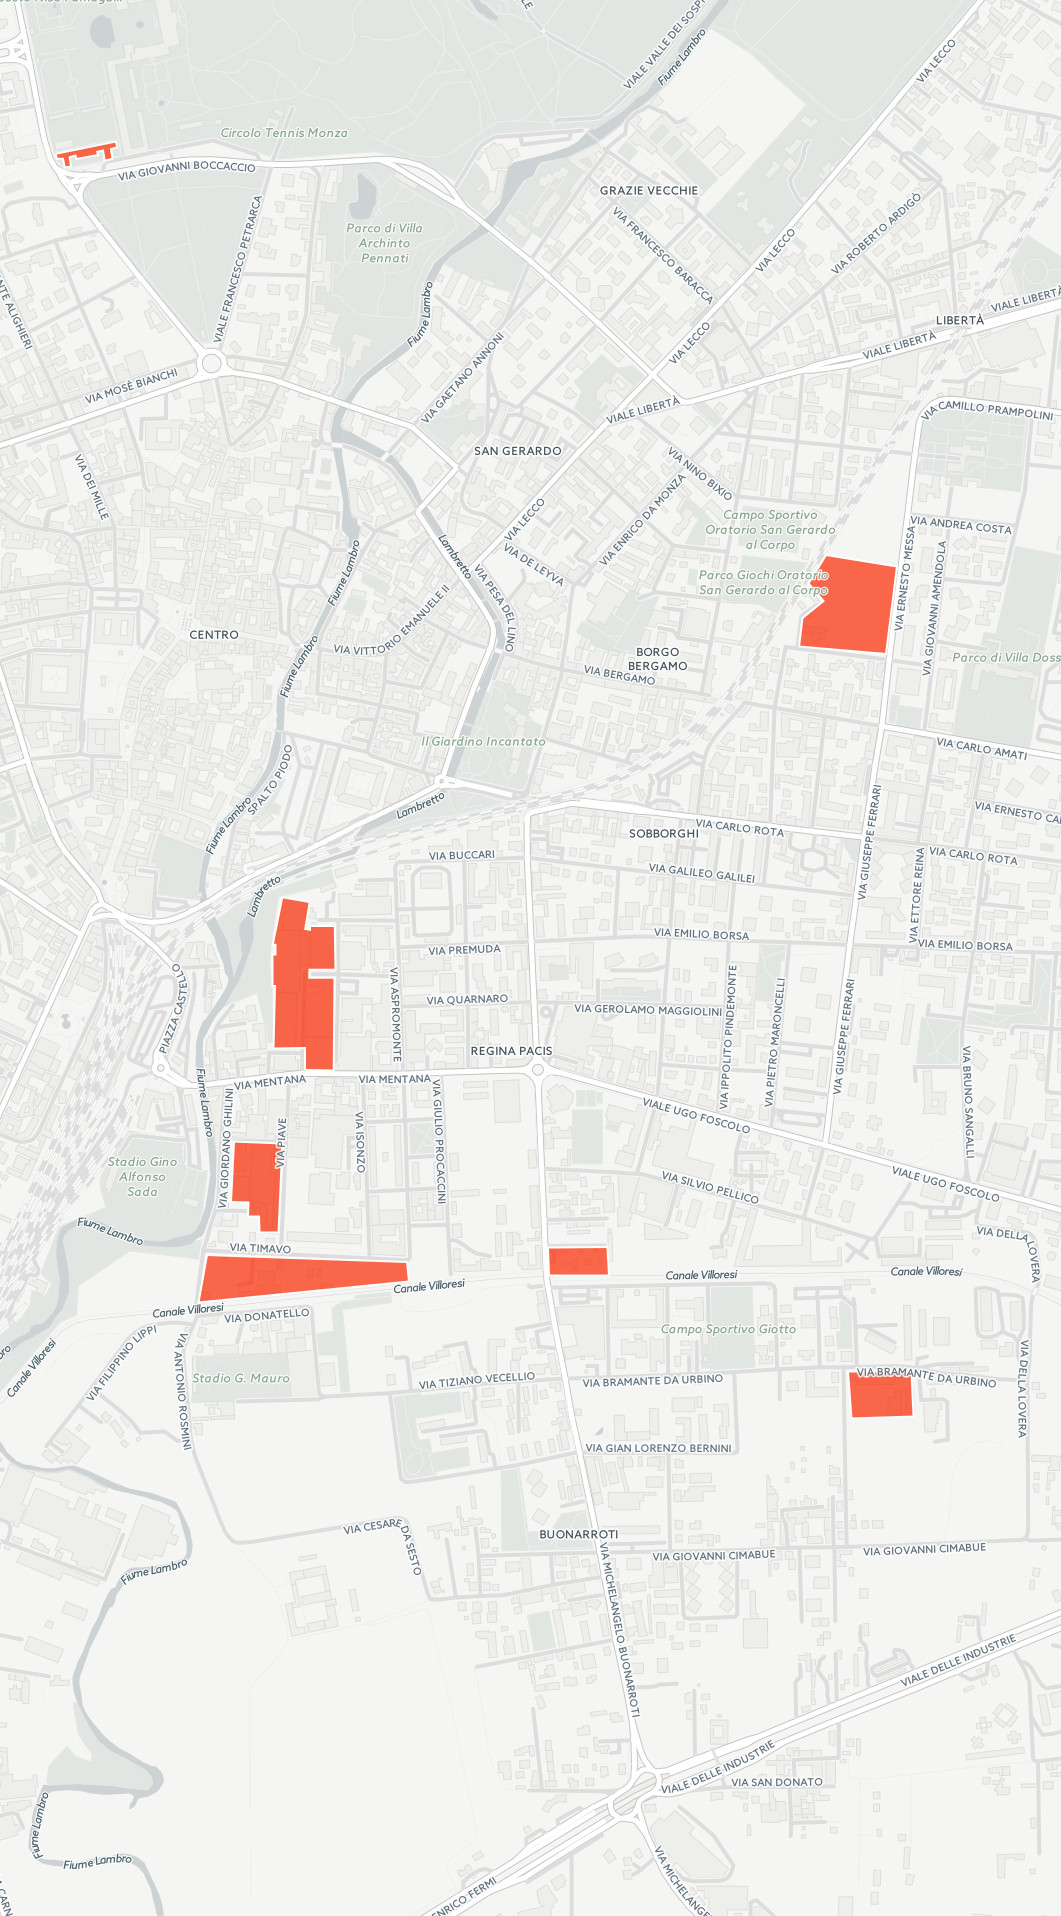 VIALE VALLE DEI SOSPI
Fiume Lambro
VIA LECCO
Circolo Tennis Monza
VIA GIOVANNI BOCCACCIO
GRAZIE VECCHIE
VIA FRANCESCO BARACCA
VIA ROBERTO ARDIGÒ
VIA LECCO
VIALE FRANCESCO PETRARCA
Parco di Villa
Archinto
Pennati
NTE ALIGHIERI
Fiume Lambro
VIALE LIBERTÀ
LIBERTÀ
VIALE LIBERTÀ
VIA LECCO
VIA GAETANO ANNONI
VIA MOSÈ BIANCHI
VIALE LIBERTÀ
VIA CAMILLO PRAMPOLINI
SAN GERARDO
VIA DEI MILLE
VIA NINO BIXIO
VIA LECCO
VIA ENRICO DA MONZA
Campo Sportivo
Oratorio San Gerardo
al Corpo
VIA ANDREA COSTA
Lambretto
VIA DE LEYVA
Fiume Lambro
VIA PESA DEL LINO
Parco Giochi Oratorio
San Gerardo al Corpo
VIA ERNESTO MESSA
VIA GIOVANNI AMENDOLA
VIA VITTORIO EMANUELE II
CENTRO
Fiume Lambro
BORGO
BERGAMO
VIA BERGAMO
Parco di Villa Doss
Il Giardino Incantato
VIA CARLO AMATI
SPALTO PIODO
Fiume Lambro
Lambretto
VIA ERNESTO CA
SOBBORGHI
VIA CARLO ROTA
VIA GIUSEPPE FERRARI
VIA CARLO ROTA
VIA BUCCARI
VIA GALILEO GALILEI
Lambretto
VIA ETTORE REINA
VIA EMILIO BORSA
VIA EMILIO BORSA
VIA PREMUDA
PIAZZA CASTELLO
VIA ASPROMONTE
VIA QUARNARO
VIA GEROLAMO MAGGIOLINI
VIA IPPOLITO PINDEMONTE
VIA PIETRO MARONCELLI
VIA GIUSEPPE FERRARI
REGINA PACIS
VIA MENTANA
VIA MENTANA
VIA BRUNO SANGALLI
Fiume Lambro
VIA GIORDANO GHILINI
VIA PIAVE
VIA ISONZO
VIA GIULIO PROCACCINI
VIALE UGO FOSCOLO
Stadio Gino
Alfonso
Sada
VIA SILVIO PELLICO
VIALE UGO FOSCOLO
Fiume Lambro
VIA TIMAVO
VIA DELLA LOVERA
Canale Villoresi
Canale Villoresi
Canale Villoresi
Canale Villoresi
VIA DONATELLO
Campo Sportivo Giotto
VIA FILIPPINO LIPPI
Canale Villoresi
VIA ANTONIO ROSMINI
Stadio G. Mauro
VIA TIZIANO VECELLIO
VIA BRAMANTE DA URBINO
VIA BRAMANTE DA URBINO
VIA DELLA LOVERA
VIA GIAN LORENZO BERNINI
VIA CESARE DA SESTO
BUONARROTI
VIA GIOVANNI CIMABUE
VIA GIOVANNI CIMABUE
Fiume Lambro
VIA MICHELANGELO BUONARROTI
VIALE DELLE INDUSTRIE
VIALE DELLE INDUSTRIE
VIA SAN DONATO
Fiume Lambro
Fiume Lambro
VIA MICHELANGE
ENRICO FERMI